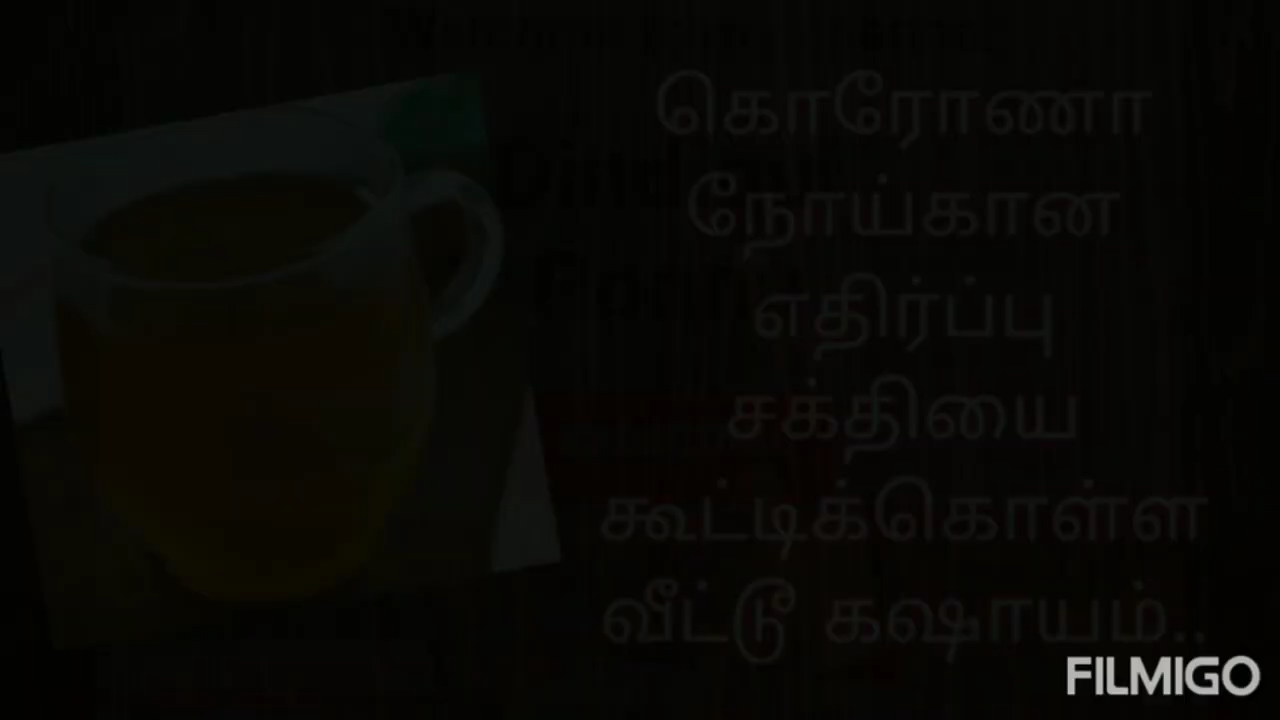 கொரோணா
நோய்கான
எதிர்ப்பு
சக்தியை
கூட்டிக்கொள்ள
வீட்டூ கஷாயம்..
FILMIGO